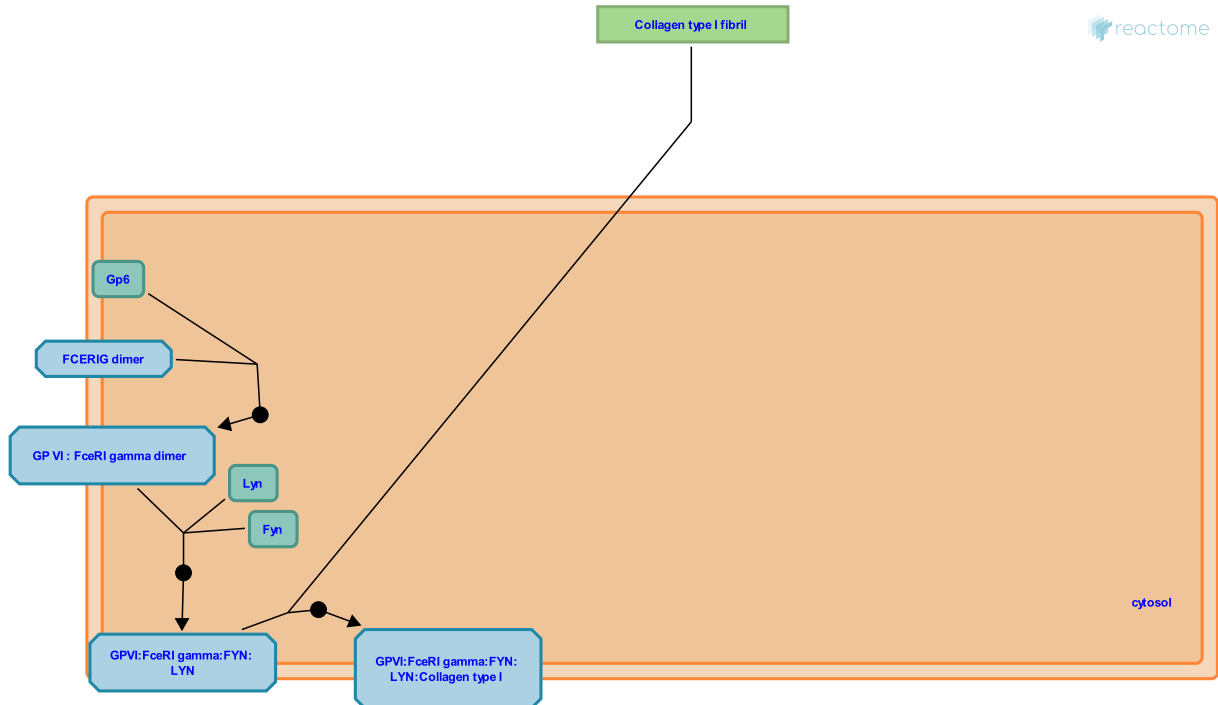 Collagen type I fibril
reactome
Gp6
FCERIG dimer
GP VI : FceRI gamma dimer
Lyn
Fyn
cytosol
GPVI:FceRI gamma:FYN:
LYN
GPVI:FceRI gamma:FYN:
LYN:Collagen type I